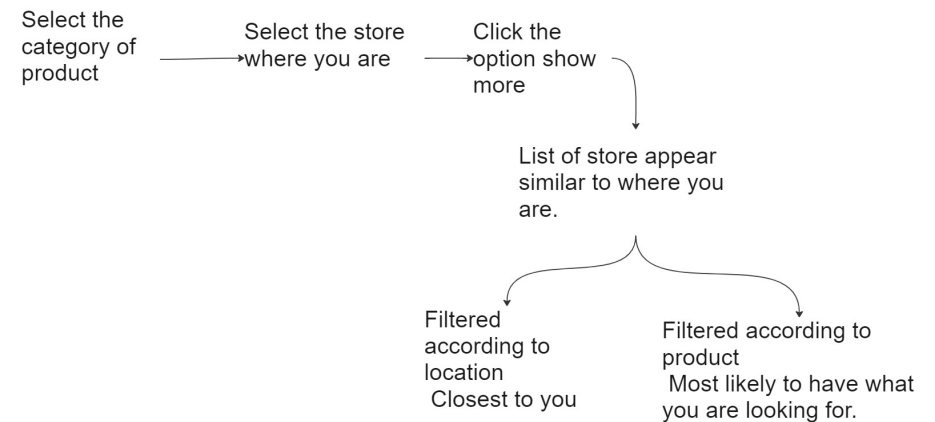 Select the
category of
product
Select the store
where you are
Click the
option show
more
List of store appear
similar to where you
are.
Filtered
according to
location
Closest to you
Filtered according to
product
Most likely to have what
you are looking for.